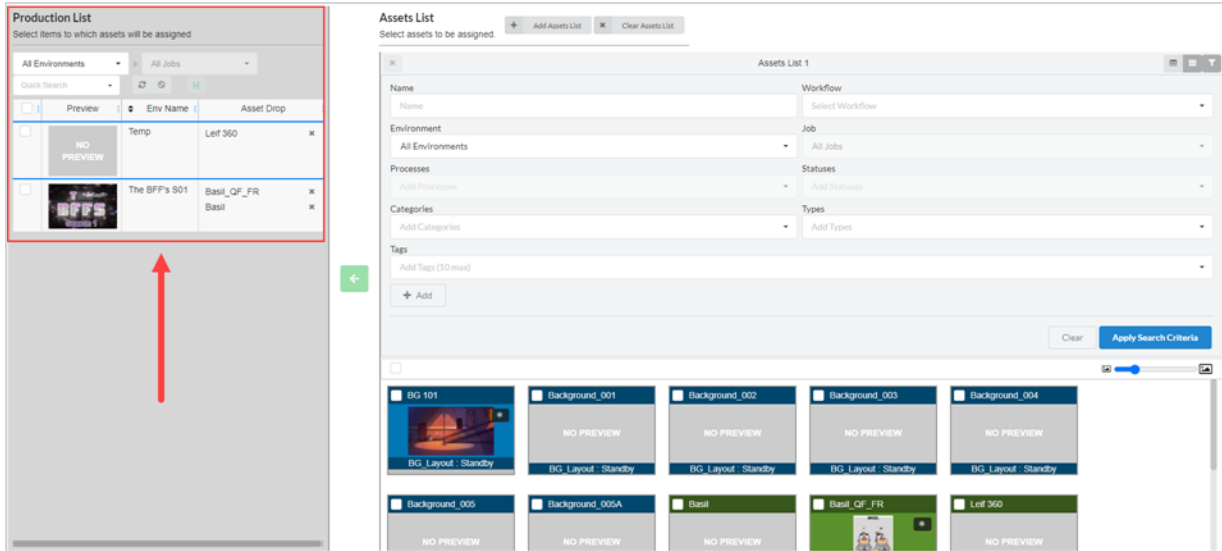 Production List
Select items to which assets will be assigned
All Environments
> All Jobs
Quick Search
Preview Env Name Asset Drop
NO PREVIEW
Temp
Leif 360
BFFS
The BFF's S01
Basil_QF_FR
Basil
Assets List
Select assets to be assigned.
Add Assets List
Clear Assets List
Assets List 1
Name
Name
Workflow
Select Workflow
Environment
All Environments
Job
All Jobs
Processes
Add Processes
Statuses
Add Statuses
Categories
Add Categories
Types
Add Types
Tags
Add Tags (10 max)
+ Add
Clear
Apply Search Criteria
BG 101
BG_Layout : Standby
Background_001
NO PREVIEW
BG_Layout : Standby
Background_002
NO PREVIEW
BG_Layout : Standby
Background_003
NO PREVIEW
BG_Layout : Standby
Background_004
NO PREVIEW
BG_Layout : Standby
Background_005
NO PREVIEW
Background_005A
NO PREVIEW
Basil
NO PREVIEW
Basil_QF_FR
Leif 360
NO PREVIEW